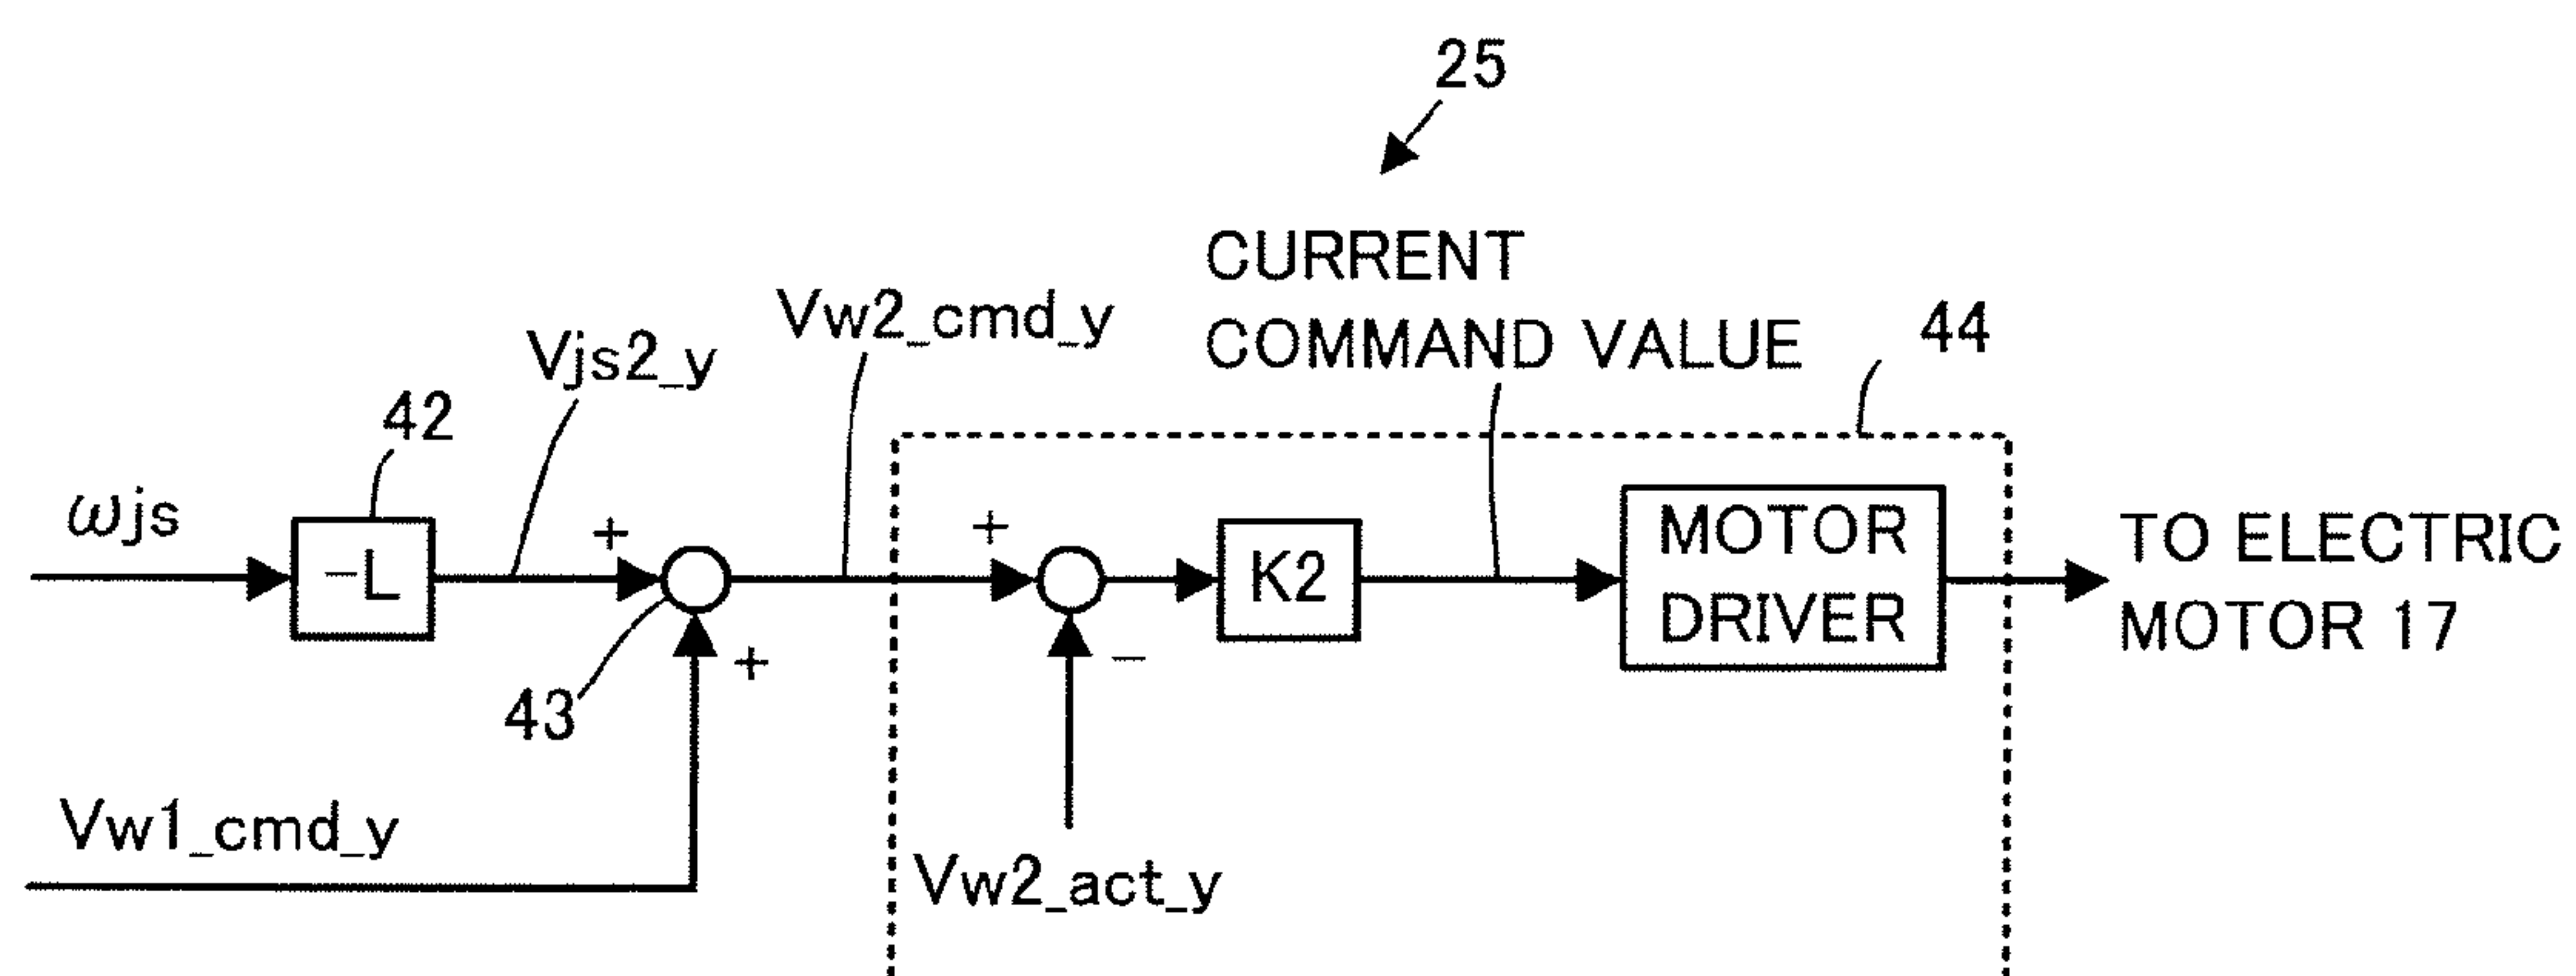 25
CURRENT
COMMAND VALUE
44
Vw2_cmd_y
Vjs2_y
42
ωjs
-L
+
+
43
+
-
K2
MOTOR
DRIVER
TO ELECTRIC
MOTOR 17
Vw1_cmd_y
Vw2_act_y